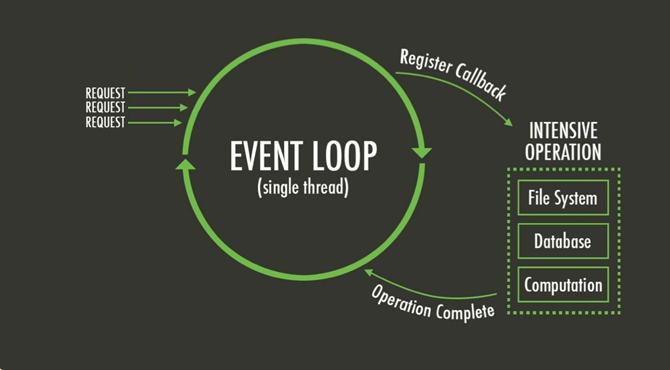 REQUEST
REQUEST
REQUEST
EVENT LOOP
(single thread)
Register Callback
INTENSIVE
OPERATION
File System
Database
Computation
Operation Complete